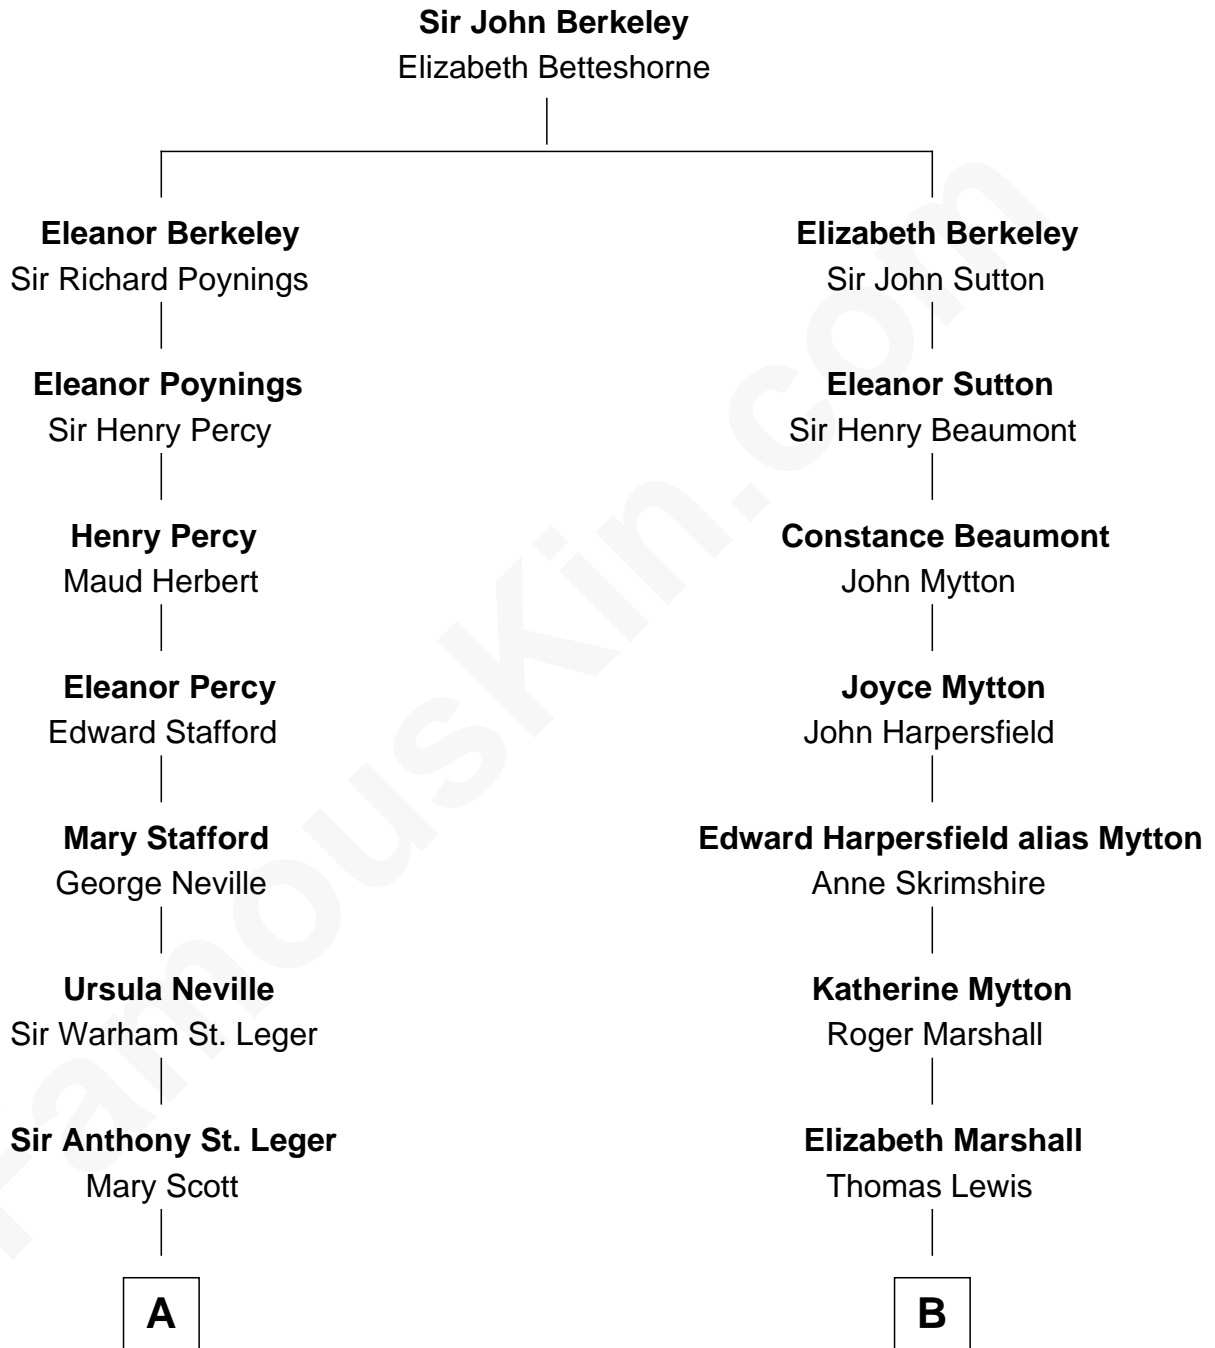 Sir John Berkeley
Elizabeth Betteshorne
Eleanor Berkeley
Sir Richard Poynings
Elizabeth Berkeley
Sir John Sutton
Eleanor Poynings
Sir Henry Percy
Eleanor Sutton
Sir Henry Beaumont
Henry Percy
Maud Herbert
Constance Beaumont
John Mytton
Eleanor Percy
Edward Stafford
Joyce Mytton
John Harpersfield
Mary Stafford
George Neville
Edward Harpersfield alias Mytton
Anne Skrimshire
Ursula Neville
Sir Warham St. Leger
Katherine Mytton
Roger Marshall
Sir Anthony St. Leger
Mary Scott
Elizabeth Marshall
Thomas Lewis
A
B
FamousKin.com